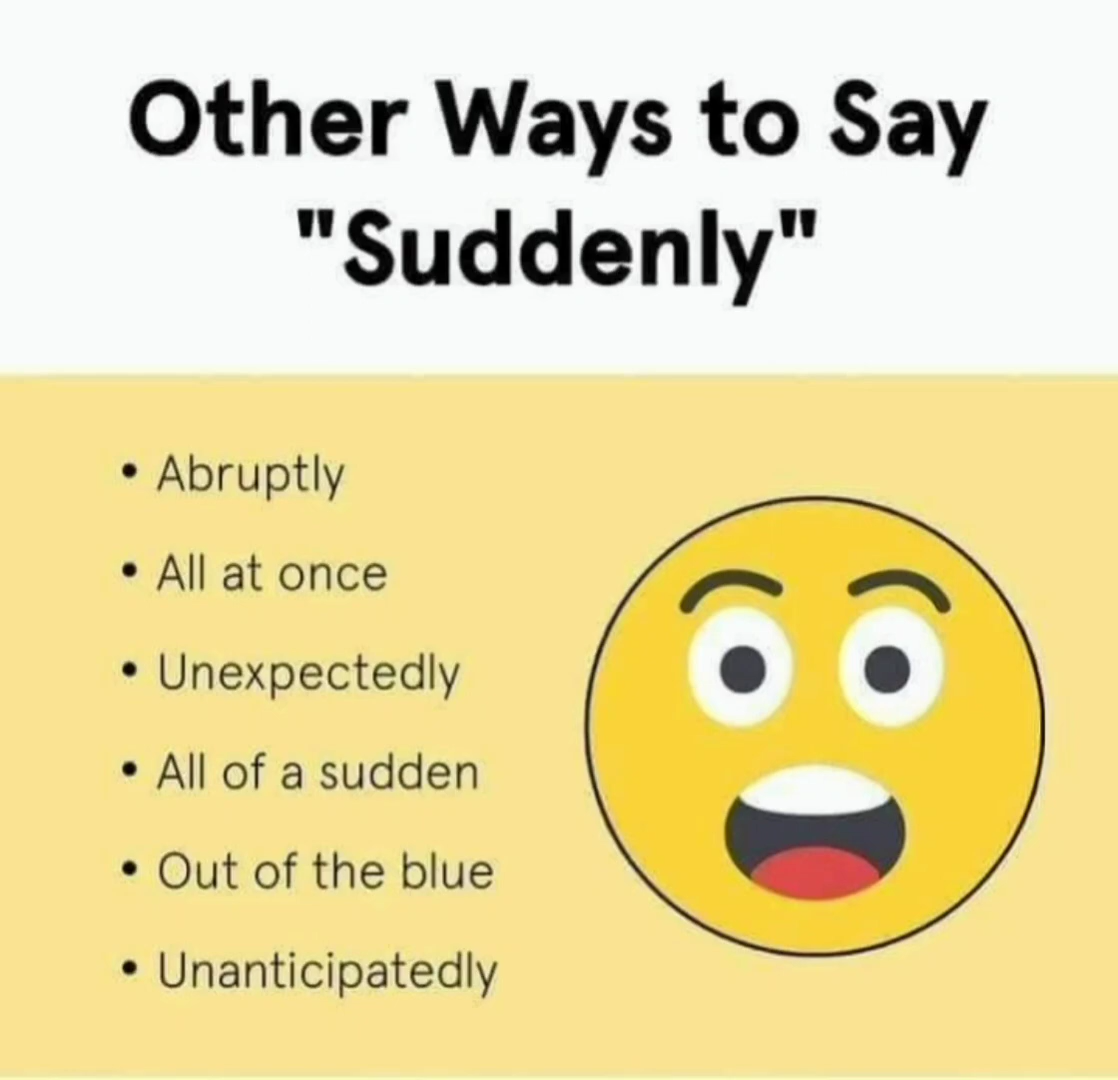 Other Ways to Say
"Suddenly"
• Abruptly
• All at once
• Unexpectedly
• All of a sudden
• Out of the blue
• Unanticipatedly